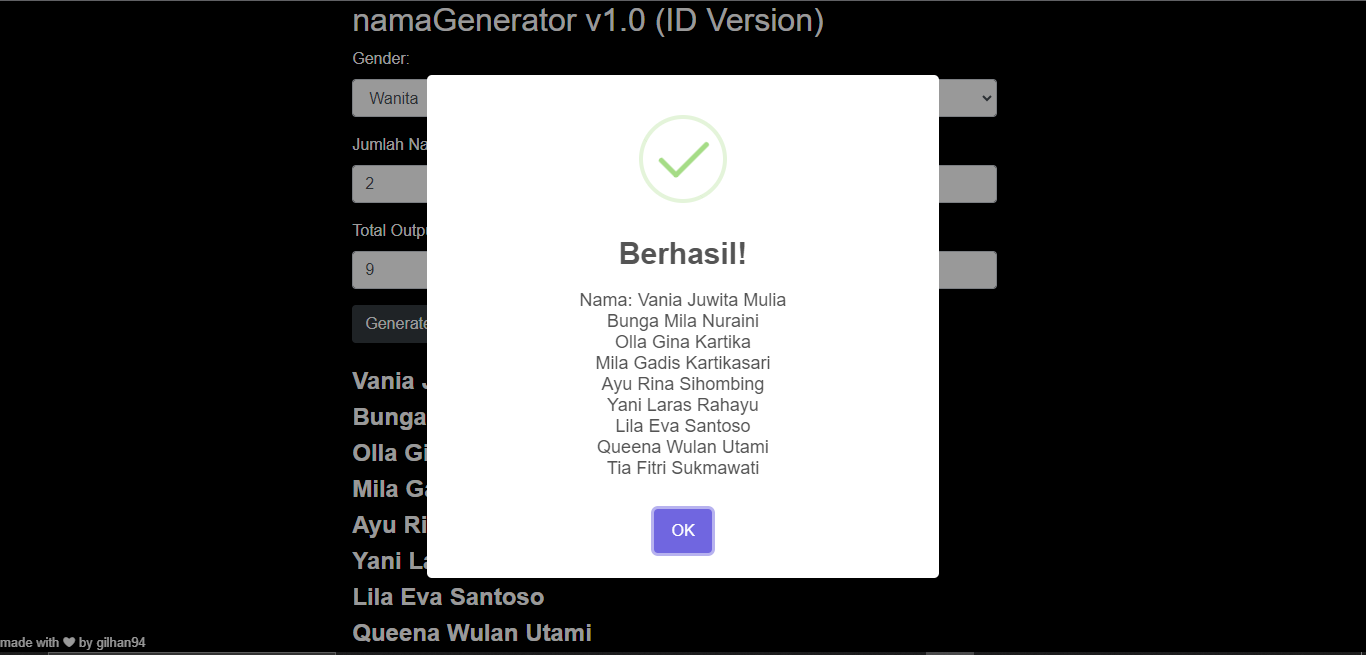 namaGenerator v1.0 (ID Version)
Gender:
Wanita
Jumlah Na
2
Total Outp
9
Generate
Berhasil!
Nama: Vania Juwita Mulia
Bunga Mila Nuraini
Olla Gina Kartika
Mila Gadis Kartikasari
Ayu Rina Sihombing
Yani Laras Rahayu
Lila Eva Santoso
Queena Wulan Utami
Tia Fitri Sukmawati
OK
Vania
Bunga
Olla Gi
Mila Ga
Ayu Ri
Yani La
Lila Eva Santoso
Queena Wulan Utami
made with ❤ by gilhan94